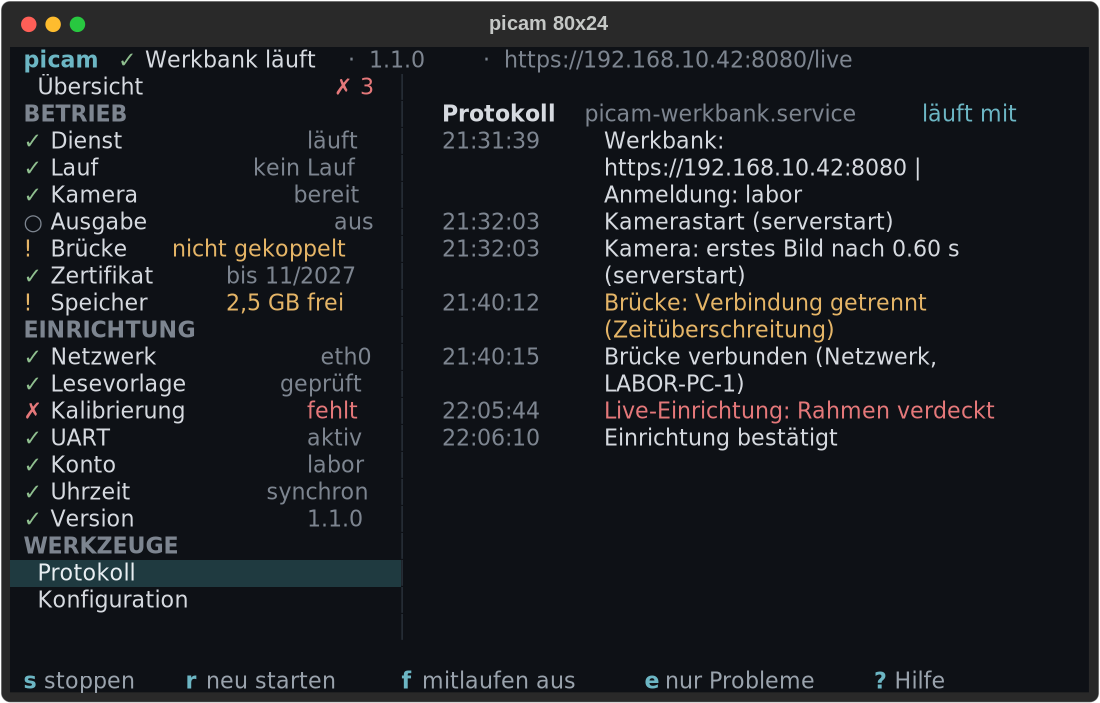 picam 80x24
picam ✓ Werkbank läuft · 1.1.0 · https://192.168.10.42:8080/live
Übersicht ✗ 3
BETRIEB
✓ Dienst läuft
✓ Lauf kein Lauf
✓ Kamera bereit
○ Ausgabe aus
! Brücke nicht gekoppelt
✓ Zertifikat bis 11/2027
! Speicher 2,5 GB frei
EINRICHTUNG
✓ Netzwerk eth0
✓ Lesevorlage geprüft
✗ Kalibrierung fehlt
✓ UART aktiv
✓ Konto labor
✓ Uhrzeit synchron
✓ Version 1.1.0
WERKZEUGE
Protokoll
Konfiguration
Protokoll picam-werkbank.service läuft mit
21:31:39 Werkbank:
https://192.168.10.42:8080 |
Anmeldung: labor
21:32:03 Kamerastart (serverstart)
21:32:03 Kamera: erstes Bild nach 0.60 s
(serverstart)
21:40:12 Brücke: Verbindung getrennt
(Zeitüberschreitung)
21:40:15 Brücke verbunden (Netzwerk,
LABOR-PC-1)
22:05:44 Live-Einrichtung: Rahmen verdeckt
22:06:10 Einrichtung bestätigt
s stoppen r neu starten f mitlaufen aus e nur Probleme ? Hilfe